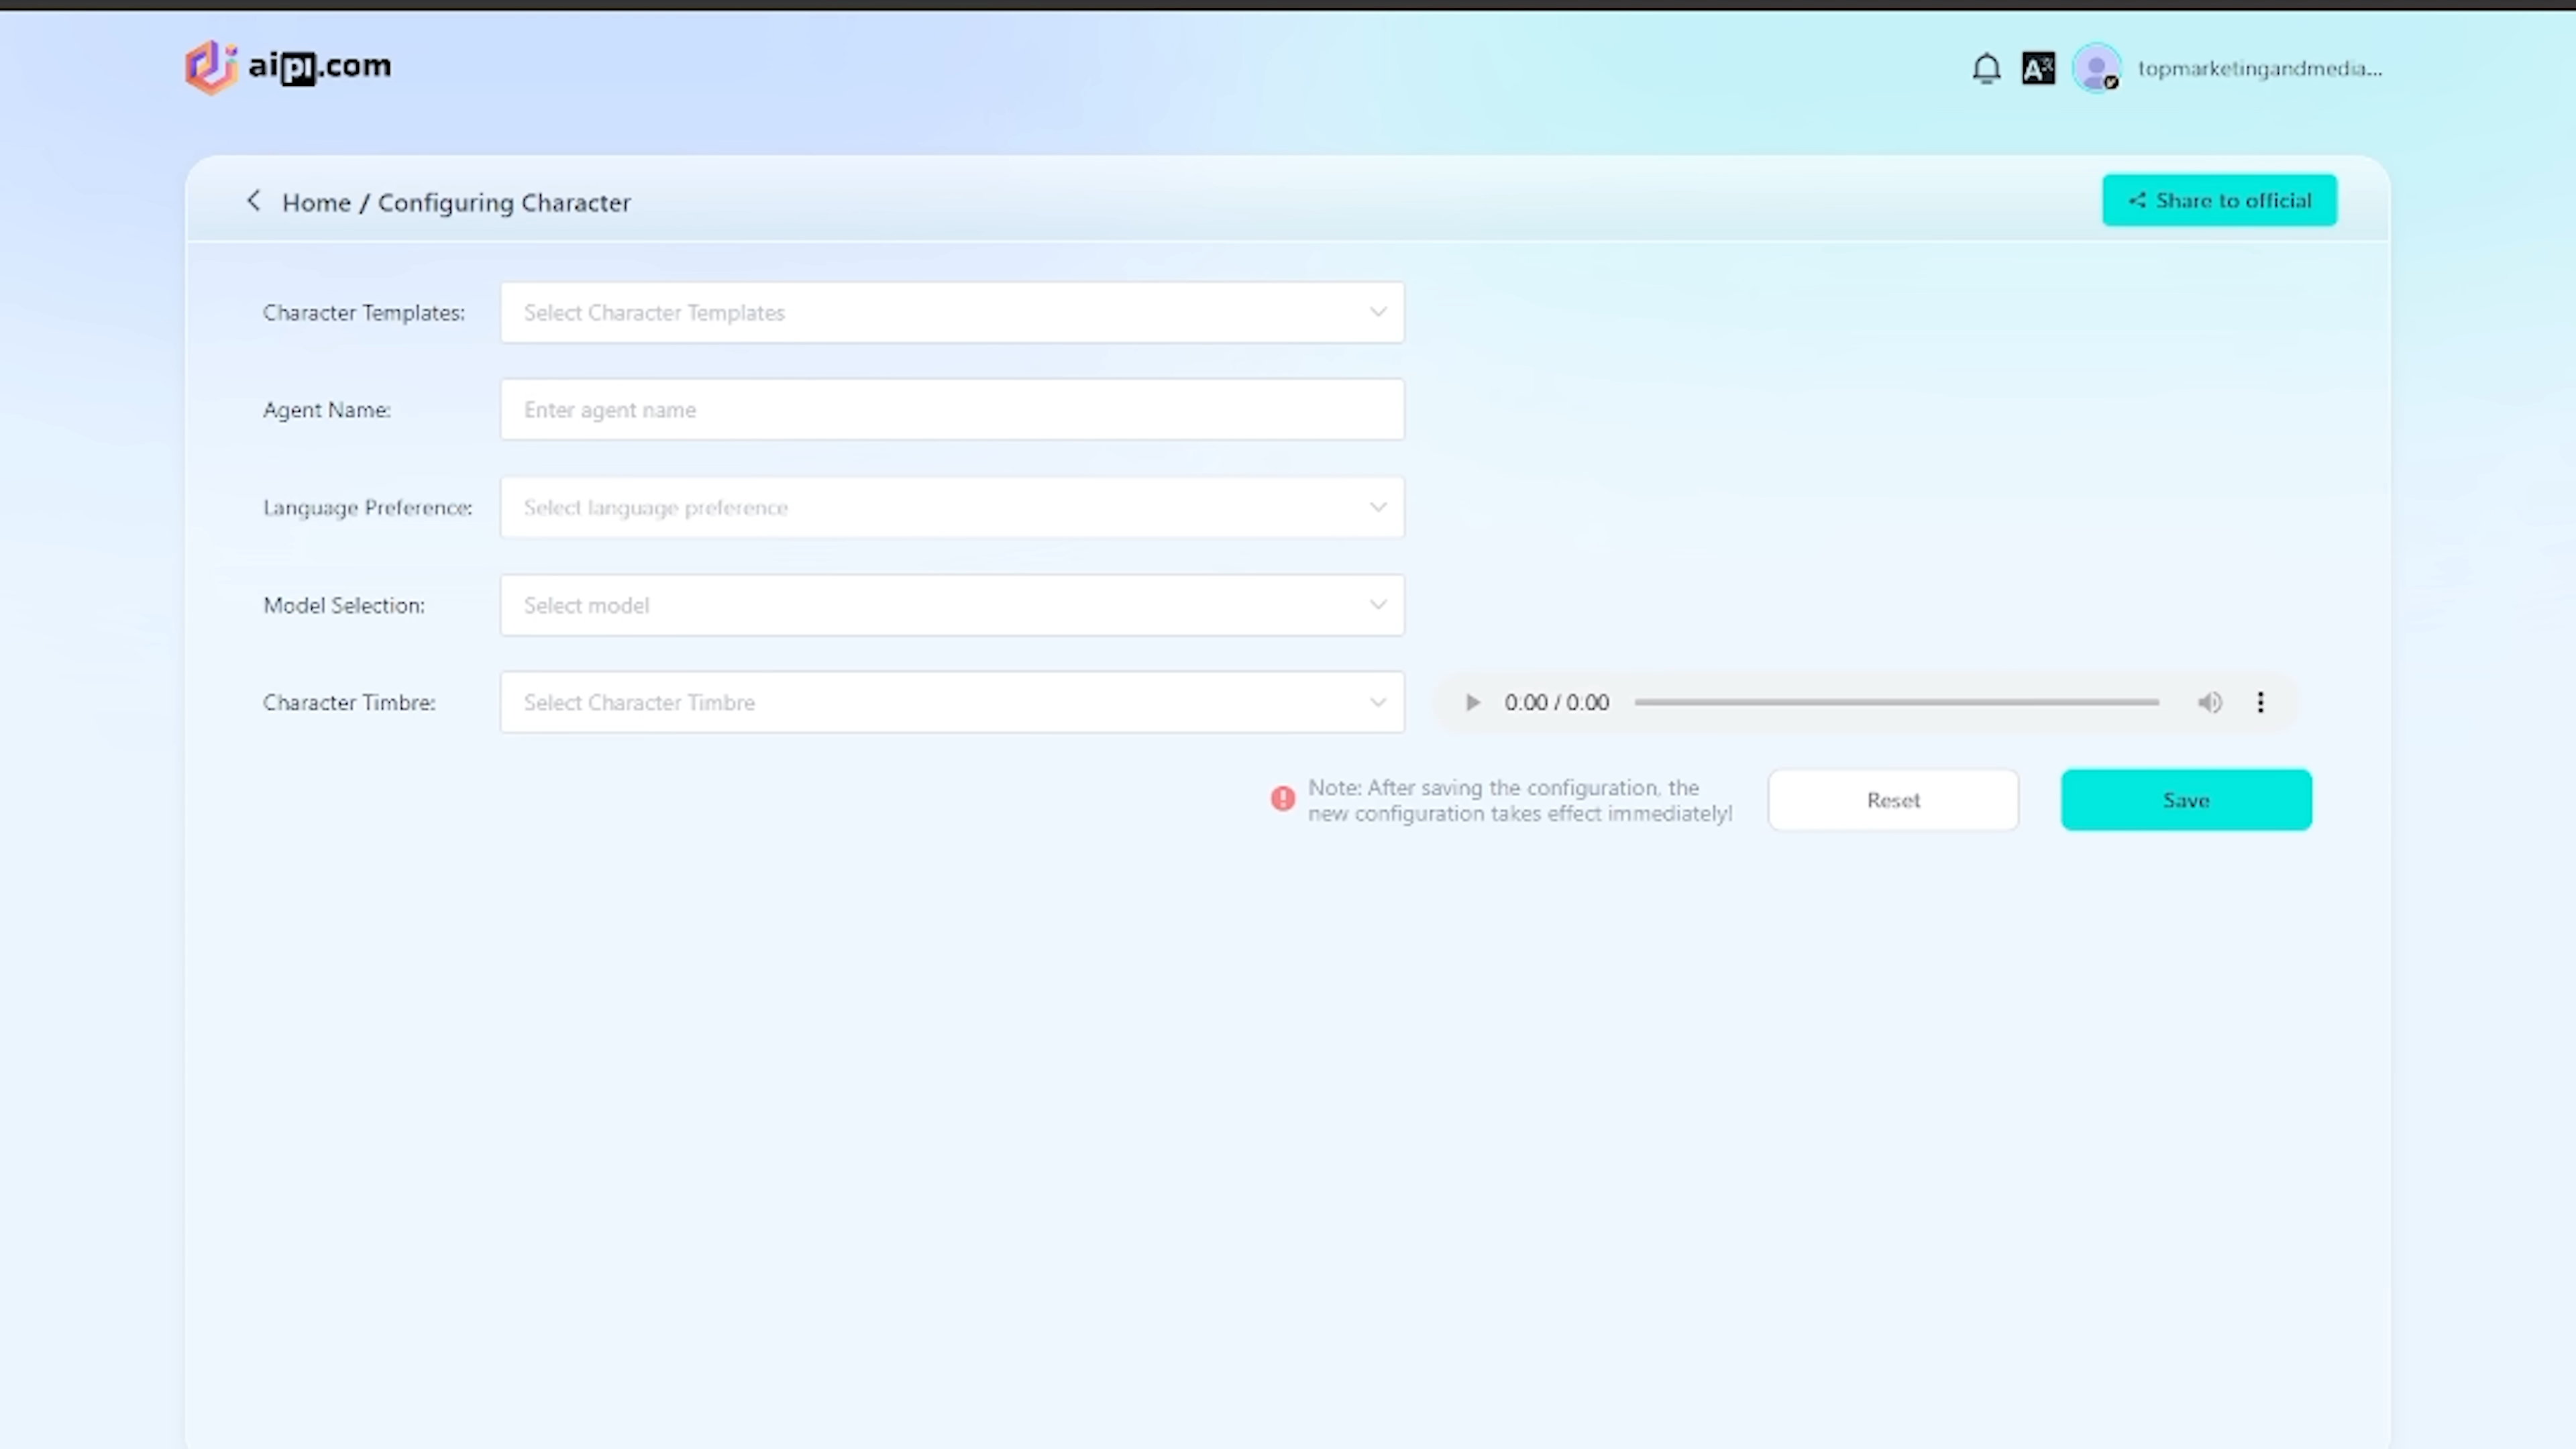 aipi.com
topmarketingandmedia...
Home / Configuring Character
Share to official
Character Templates:
Select Character Templates
Agent Name:
Enter agent name
Language Preference:
Select language preference
Model Selection:
Select model
Character Timbre:
Select Character Timbre
0:00 / 0:00
Note: After saving the configuration, the
new configuration takes effect immediately!
Reset
Save